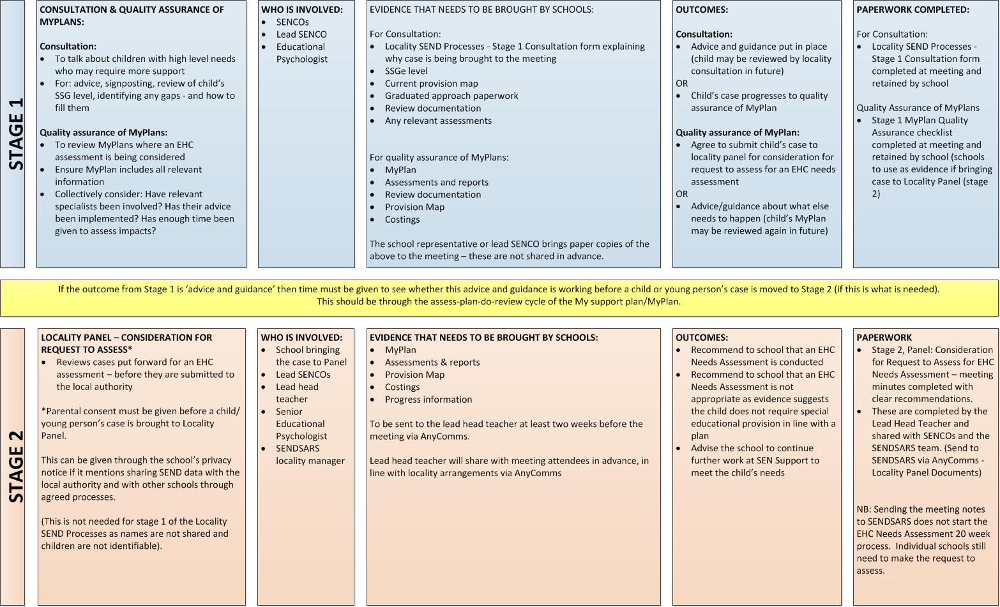 STAGE 1
CONSULTATION & QUALITY ASSURANCE OF
MYPLANS:
Consultation:
• To talk about children with high level needs
who may require more support
• For: advice, signposting, review of child’s
SSG level, identifying any gaps - and how to
fill them
Quality assurance of MyPlans:
• To review MyPlans where an EHC
assessment is being considered
• Ensure MyPlan includes all relevant
information
• Collectively consider: Have relevant
specialists been involved? Has their advice
been implemented? Has enough time been
given to assess impacts?
WHO IS INVOLVED:
• SENCOs
• Lead SENCO
• Educational
Psychologist
EVIDENCE THAT NEEDS TO BE BROUGHT BY SCHOOLS:
For Consultation:
• Locality SEND Processes - Stage 1 Consultation form explaining
why case is being brought to the meeting
• SSGe level
• Current provision map
• Graduated approach paperwork
• Review documentation
• Any relevant assessments
For quality assurance of MyPlans:
• MyPlan
• Assessments and reports
• Review documentation
• Provision Map
• Costings
The school representative or lead SENCO brings paper copies of the
above to the meeting – these are not shared in advance.
OUTCOMES:
Consultation:
• Advice and guidance put in place
(child may be reviewed by locality
consultation in future)
OR
• Child’s case progresses to quality
assurance of MyPlan
Quality assurance of MyPlan:
• Agree to submit child’s case to
locality panel for consideration for
request to assess for an EHC needs
assessment
OR
• Advice/guidance about what else
needs to happen (child’s MyPlan
may be reviewed again in future)
PAPERWORK COMPLETED:
For Consultation:
• Locality SEND Processes -
Stage 1 Consultation form
completed at meeting and
retained by school
Quality Assurance of MyPlans
• Stage 1 MyPlan Quality
Assurance checklist
completed at meeting and
retained by school (schools
to use as evidence if bringing
case to Locality Panel (stage
2)
If the outcome from Stage 1 is ‘advice and guidance’ then time must be given to see whether this advice and guidance is working before a child or young person’s case is moved to Stage 2 (if this is what is needed).
This should be through the assess-plan-do-review cycle of the My support plan/MyPlan.
STAGE 2
LOCALITY PANEL – CONSIDERATION FOR
REQUEST TO ASSESS*
• Reviews cases put forward for an EHC
assessment – before they are submitted to
the local authority
*Parental consent must be given before a child/
young person’s case is brought to Locality
Panel.
This can be given through the school’s privacy
notice if it mentions sharing SEND data with the
local authority and with other schools through
agreed processes.
(This is not needed for stage 1 of the Locality
SEND Processes as names are not shared and
children are not identifiable).
WHO IS INVOLVED:
• School bringing
the case to Panel
• Lead SENCOs
• Lead head
teacher
• Senior
Educational
Psychologist
• SENDSARS
locality manager
EVIDENCE THAT NEEDS TO BE BROUGHT BY SCHOOLS:
• MyPlan
• Assessments & reports
• Provision Map
• Costings
• Progress information
To be sent to the lead head teacher at least two weeks before the
meeting via AnyComms.
Lead head teacher will share with meeting attendees in advance, in
line with locality arrangements via AnyComms
OUTCOMES:
• Recommend to school that an EHC
Needs Assessment is conducted
• Recommend to school that an EHC
Needs Assessment is not
appropriate as evidence suggests
the child does not require special
educational provision in line with a
plan
• Advise the school to continue
further work at SEN Support to
meet the child’s needs
PAPERWORK
• Stage 2, Panel: Consideration
for Request to Assess for EHC
Needs Assessment – meeting
minutes completed with
clear recommendations.
• These are completed by the
Lead Head Teacher and
shared with SENCOs and the
SENDSARS team. (Send to
SENDSARS via AnyComms -
Locality Panel Documents)
NB: Sending the meeting notes
to SENDSARS does not start the
EHC Needs Assessment 20 week
process.  Individual schools still
need to make the request to
assess.